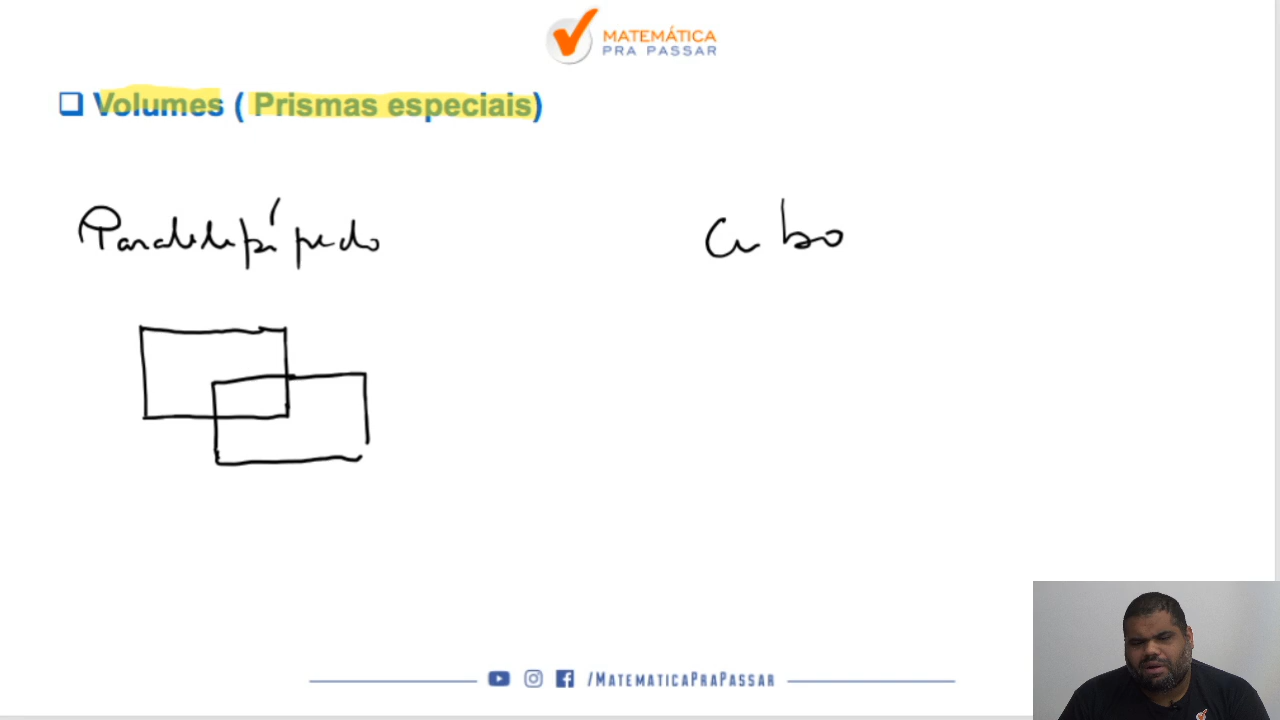 MATEMÁTICA
PRA PASSAR
Volumes ( Prismas especiais)
Paralelepípedo
Cubo
/MATEMATICAPRAPASSAR